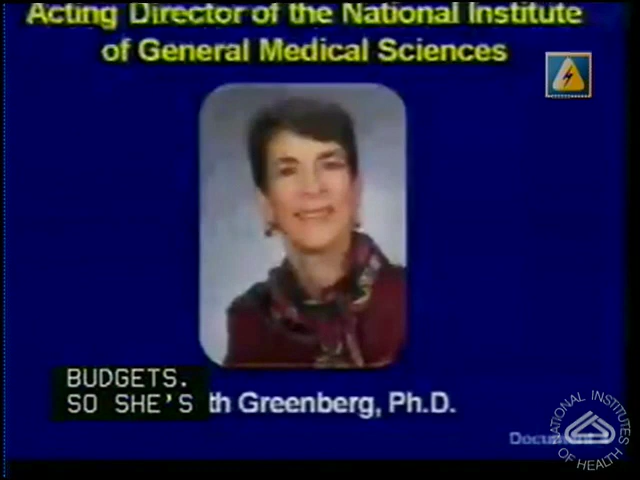 Acting Director of the National Institute
of General Medical Sciences
BUDGETS.
SO SHE'S
th Greenberg, Ph.D.
Document
NATIONAL INSTITUTES
OF HEALTH